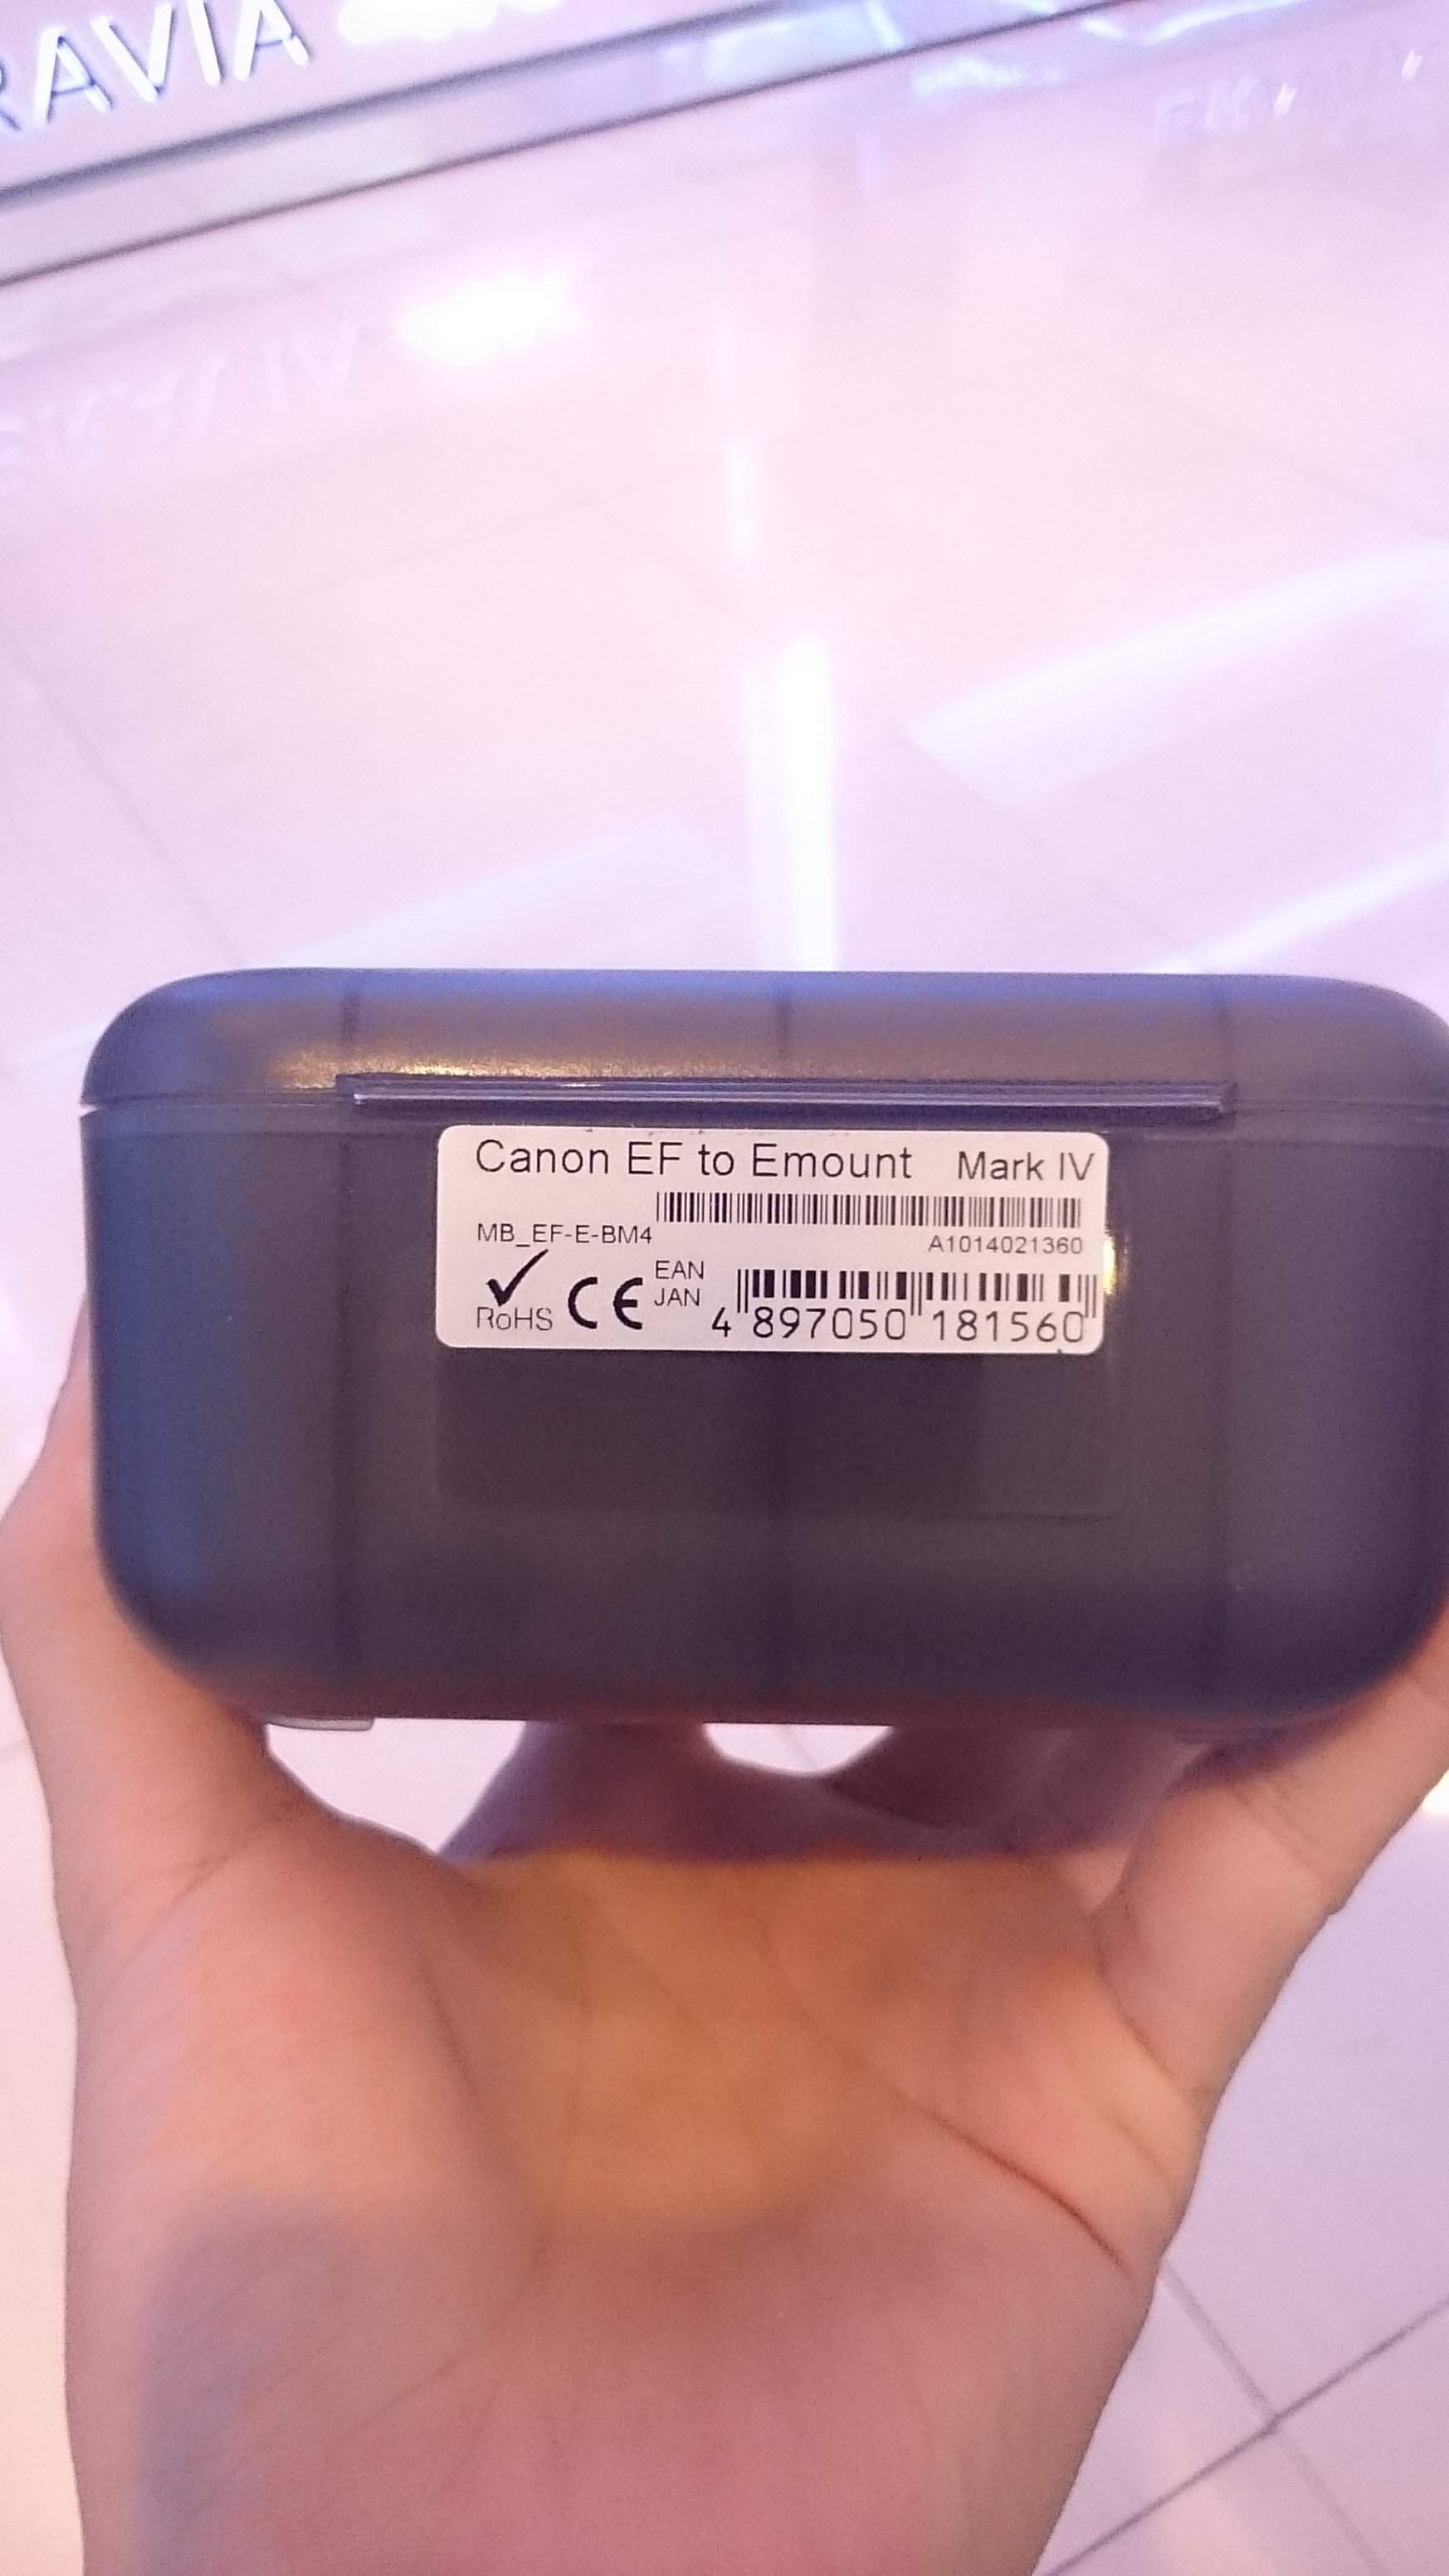 RAVIA
Canon EF to Emount Mark IV
MB_EF-E-BM4
A1014021360
RoHS CE EAN
JAN
4 897050 181560